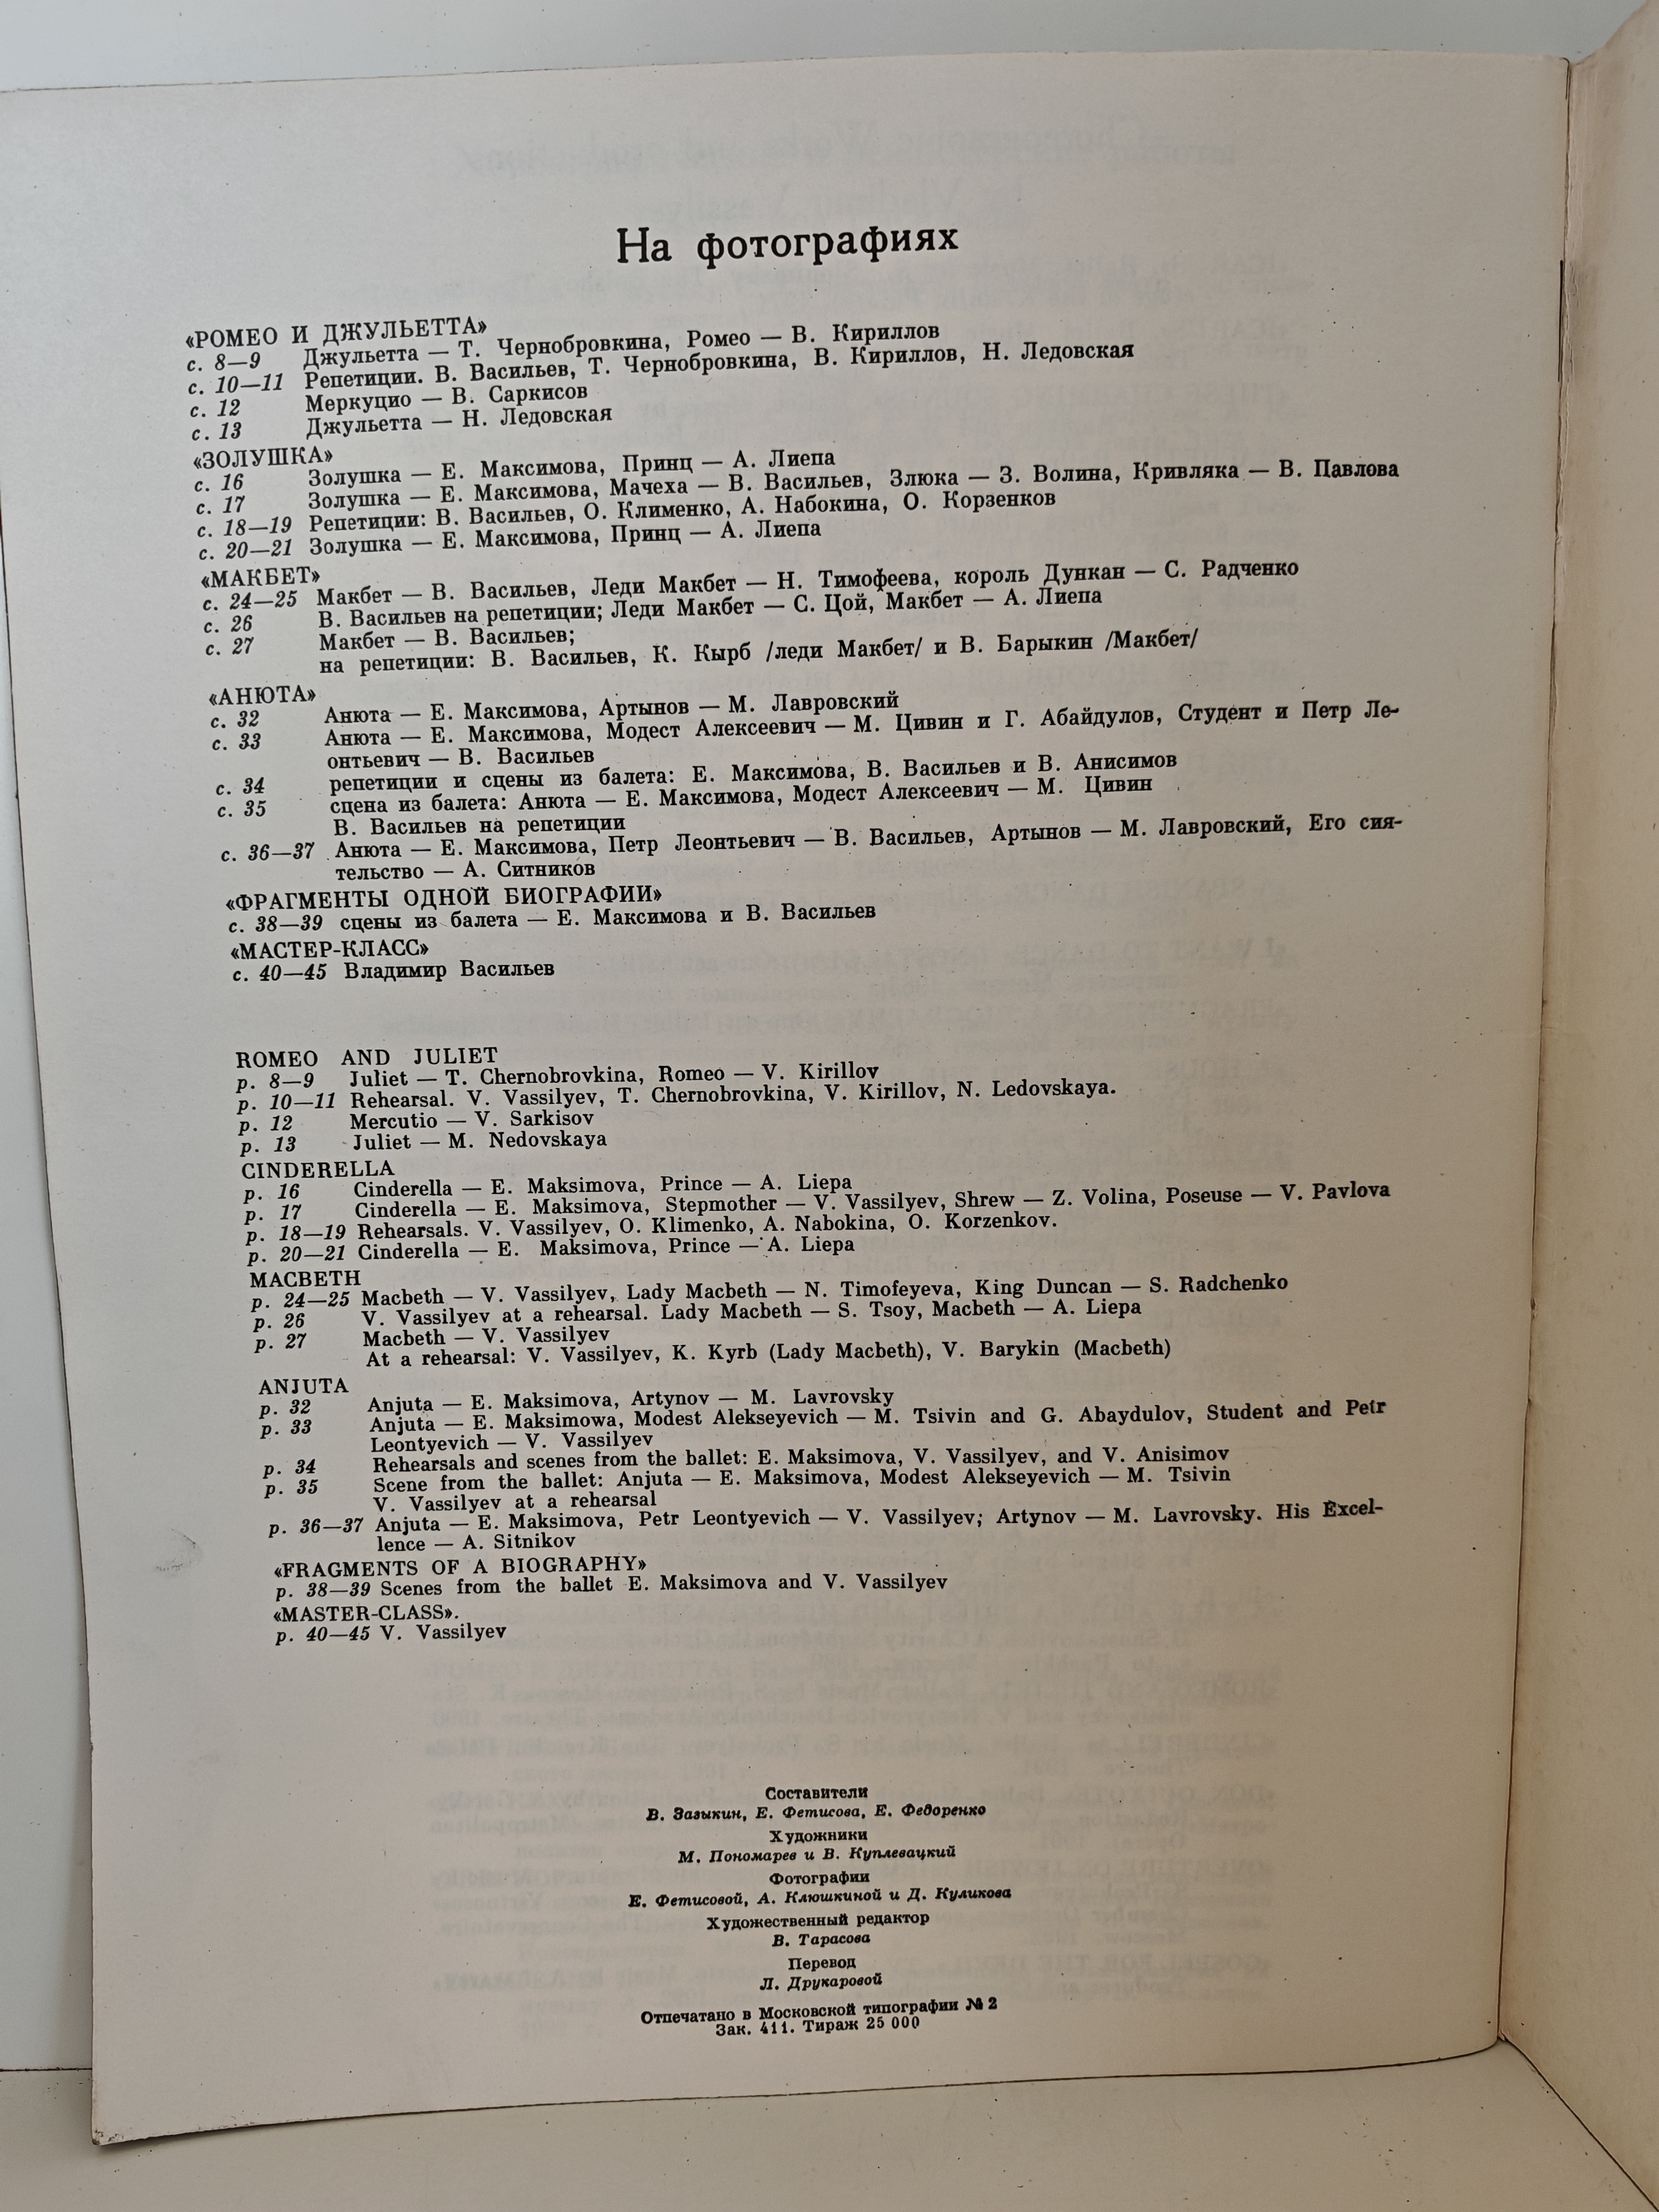 На фотографиях
«РОМЕО И ДЖУЛЬЕТТА»
с. 8—9 Джульетта — Т. Чернобровкина, Ромео — В. Кириллов
с. 10—11 Репетиции. В. Васильев, Т. Чернобровкина, В. Кириллов, Н. Ледовская
с. 12 Меркуцио — В. Саркисов
с. 13 Джульетта — Н. Ледовская
«ЗОЛУШКА»
с. 16 Золушка — Е. Максимова, Принц — А. Лиепа
с. 17 Золушка — Е. Максимова, Мачеха — В. Васильев, Злюка — З. Волина, Кривляка — В. Павлова
с. 18—19 Репетиции: В. Васильев, О. Клименко, А. Набокина, О. Корзенков
с. 20—21 Золушка — Е. Максимова, Принц — А. Лиепа
«МАКБЕТ»
с. 24—25 Макбет — В. Васильев, Леди Макбет — Н. Тимофеева, король Дункан — С. Радченко
с. 26 В. Васильев на репетиции; Леди Макбет — С. Цой, Макбет — А. Лиепа
с. 27 Макбет — В. Васильев;
на репетиции: В. Васильев, К. Кырб /леди Макбет/ и В. Барыкин /Макбет/
«АНЮТА»
с. 32 Анюта — Е. Максимова, Артынов — М. Лавровский
с. 33 Анюта — Е. Максимова, Модест Алексеевич — М. Цивин и Г. Абайдулов, Студент и Петр Ле-
онтьевич — В. Васильев
с. 34 репетиции и сцены из балета: Е. Максимова, В. Васильев и В. Анисимов
с. 35 сцена из балета: Анюта — Е. Максимова, Модест Алексеевич — М. Цивин
В. Васильев на репетиции
с. 36—37 Анюта — Е. Максимова, Петр Леонтьевич — В. Васильев, Артынов — М. Лавровский, Его сия-
тельство — А. Ситников
«ФРАГМЕНТЫ ОДНОЙ БИОГРАФИИ»
с. 38—39 сцены из балета — Е. Максимова и В. Васильев
«МАСТЕР-КЛАСС»
с. 40—45 Владимир Васильев
ROMEO AND JULIET
p. 8—9 Juliet — T. Chernobrovkina, Romeo — V. Kirillov
p. 10—11 Rehearsal. V. Vassilyev, T. Chernobrovkina, V. Kirillov, N. Ledovskaya.
p. 12 Mercutio — V. Sarkisov
p. 13 Juliet — M. Nedovskaya
CINDERELLA
p. 16 Cinderella — E. Maksimova, Prince — A. Liepa
p. 17 Cinderella — E. Maksimova, Stepmother — V. Vassilyev, Shrew — Z. Volina, Poseuse — V. Pavlova
p. 18—19 Rehearsals. V. Vassilyev, O. Klimenko, A. Nabokina, O. Korzenkov.
p. 20—21 Cinderella — E. Maksimova, Prince — A. Liepa
MACBETH
p. 24—25 Macbeth — V. Vassilyev, Lady Macbeth — N. Timofeyeva, King Duncan — S. Radchenko
p. 26 V. Vassilyev at a rehearsal. Lady Macbeth — S. Tsoy, Macbeth — A. Liepa
p. 27 Macbeth — V. Vassilyev
At a rehearsal: V. Vassilyev, K. Kyrb (Lady Macbeth), V. Barykin (Macbeth)
ANJUTA
p. 32 Anjuta — E. Maksimova, Artynov — M. Lavrovsky
p. 33 Anjuta — E. Maksimowa, Modest Alekseyevich — M. Tsivin and G. Abaydulov, Student and Petr
Leontyevich — V. Vassilyev
p. 34 Rehearsals and scenes from the ballet: E. Maksimova, V. Vassilyev, and V. Anisimov
p. 35 Scene from the ballet: Anjuta — E. Maksimova, Modest Alekseyevich — M. Tsivin
V. Vassilyev at a rehearsal
p. 36—37 Anjuta — E. Maksimova, Petr Leontyevich — V. Vassilyev; Artynov — M. Lavrovsky. His Excel-
lence — A. Sitnikov
«FRAGMENTS OF A BIOGRAPHY»
p. 38—39 Scenes from the ballet E. Maksimova and V. Vassilyev
«MASTER-CLASS».
p. 40—45 V. Vassilyev
Составители
В. Зазыкин, Е. Фетисова, Е. Федоренко
Художники
М. Пономарев и В. Куплевацкий
Фотографии
Е. Фетисовой, А. Клюшкиной и Д. Куликова
Художественный редактор
В. Тарасова
Перевод
Л. Друкаровой
Отпечатано в Московской типографии № 2
Зак. 411. Тираж 25 000